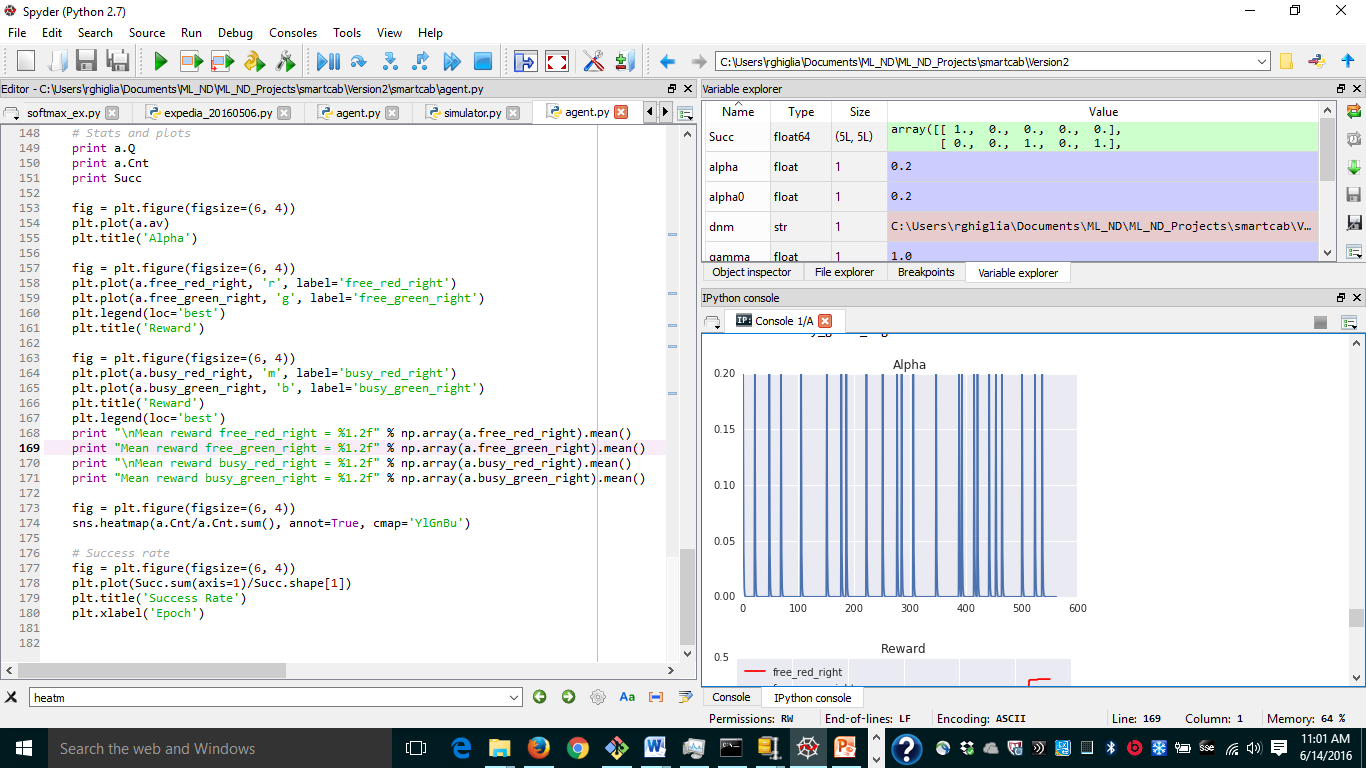 Spyder (Python 2.7)
File Edit Search Source Run Debug Consoles Tools View Help
C:\Users\rghiglia\Documents\ML_ND\ML_ND_Projects\smartcab\Version2
Editor - C:\Users\rghiglia\Documents\ML_ND\ML_ND_Projects\smartcab\Version2\smartcab\agent.py
softmax_ex.py expedia_20160506.py agent.py simulator.py agent.py
148 # Stats and plots
149 print a.Q
150 print a.Cnt
151 print Succ
152
153 fig = plt.figure(figsize=(6, 4))
154 plt.plot(a.av)
155 plt.title('Alpha')
156
157 fig = plt.figure(figsize=(6, 4))
158 plt.plot(a.free_red_right, 'r', label='free_red_right')
159 plt.plot(a.free_green_right, 'g', label='free_green_right')
160 plt.legend(loc='best')
161 plt.title('Reward')
162
163 fig = plt.figure(figsize=(6, 4))
164 plt.plot(a.busy_red_right, 'm', label='busy_red_right')
165 plt.plot(a.busy_green_right, 'b', label='busy_green_right')
166 plt.title('Reward')
167 plt.legend(loc='best')
168 print "\nMean reward free_red_right = %1.2f" % np.array(a.free_red_right).mean()
169 print "Mean reward free_green_right = %1.2f" % np.array(a.free_green_right).mean()
170 print "\nMean reward busy_red_right = %1.2f" % np.array(a.busy_red_right).mean()
171 print "Mean reward busy_green_right = %1.2f" % np.array(a.busy_green_right).mean()
172
173 fig = plt.figure(figsize=(6, 4))
174 sns.heatmap(a.Cnt/a.Cnt.sum(), annot=True, cmap='YlGnBu')
175
176 # Success rate
177 fig = plt.figure(figsize=(6, 4))
178 plt.plot(Succ.sum(axis=1)/Succ.shape[1])
179 plt.title('Success Rate')
180 plt.xlabel('Epoch')
181
182
heatm
Aa
Variable explorer
Name Type Size Value
Succ float64 (5L, 5L) array([[ 1., 0., 0., 0., 0.],
[ 0., 0., 1., 0., 1.],
alpha float 1 0.2
alpha0 float 1 0.2
dnm str 1 C:\Users\rghiglia\Documents\ML_ND\ML_ND_Projects\smartcab\V...
gamma float 1 1.0
Object inspector File explorer Breakpoints Variable explorer
IPython console
IP: Console 1/A
Alpha
0.20
0.15
0.10
0.05
0.00
0 100 200 300 400 500 600
Reward
0.5
free_red_right
Console IPython console
Permissions: RW End-of-lines: LF Encoding: ASCII Line: 169 Column: 1 Memory: 64 %
Search the web and Windows
11:01 AM
6/14/2016